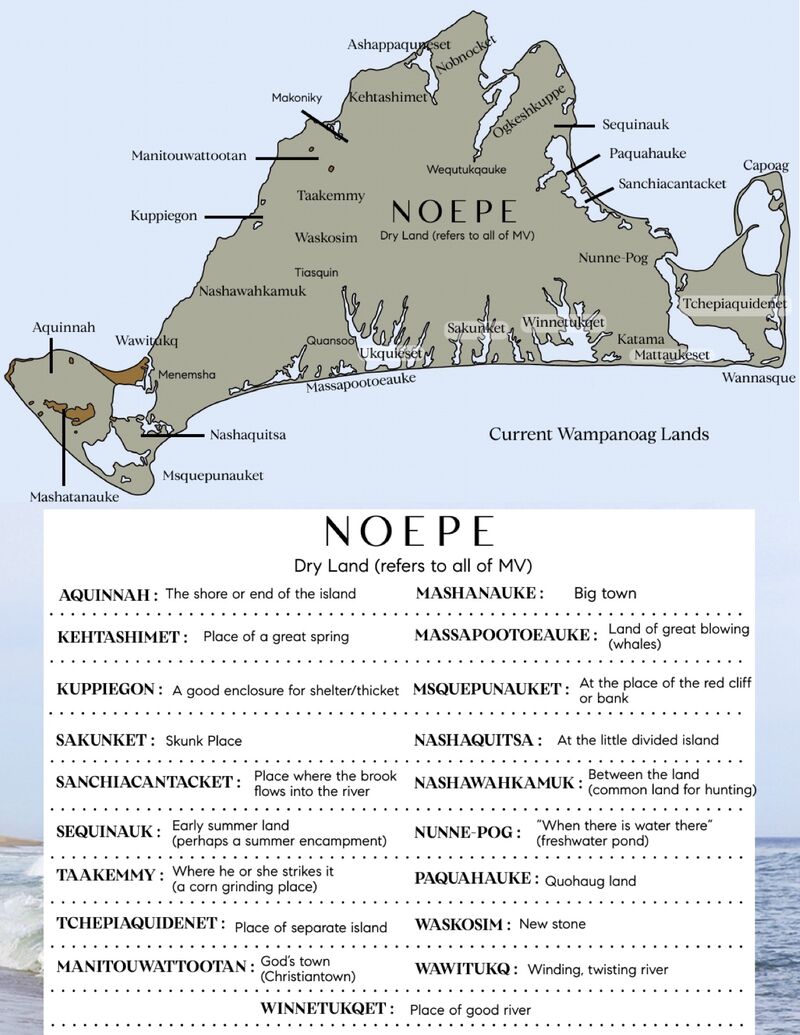 Ashappaquneset
Nobnocket
Kehtashimet
Makoniky
Ogkeshkuppe
Sequinauk
Manitouwattootan
Paquahauke
Capoag
Wequtukqauke
Sanchiacantacket
Taakemmy
NOEPE
Kuppiegon
Dry Land (refers to all of MV)
Waskosim
Nunne-Pog
Tiasquin
Nashawahkamuk
Tchepiaquidenet
Aquinnah
Sakunket
Winnetukqet
Wawitukq
Quansoo
Ukquieset
Katama
Mattaukeset
Menemsha
Massapootoeauke
Wannasque
Nashaquitsa
Current Wampanoag Lands
Msquepunauket
Mashatanauke
NOEPE
Dry Land (refers to all of MV)
AQUINNAH : The shore or end of the island
MASHANAUKE : Big town
KEHTASHIMET : Place of a great spring
MASSAPOOTOEAUKE : Land of great blowing
(whales)
KUPPIEGON : A good enclosure for shelter/thicket
MSQUEPUNAUKET : At the place of the red cliff
or bank
SAKUNKET : Skunk Place
NASHAQUITSA : At the little divided island
SANCHIACANTACKET : Place where the brook
flows into the river
NASHAWAHKAMUK : Between the land
(common land for hunting)
SEQUINAUK : Early summer land
(perhaps a summer encampment)
NUNNE-POG : "When there is water there"
(freshwater pond)
TAAKEMMY : Where he or she strikes it
(a corn grinding place)
PAQUAHAUKE : Quohaug land
TCHEPIAQUIDENET : Place of separate island
WASKOSIM : New stone
MANITOUWATTOOTAN : God's town
(Christiantown)
WAWITUKQ : Winding, twisting river
WINNETUKQET : Place of good river